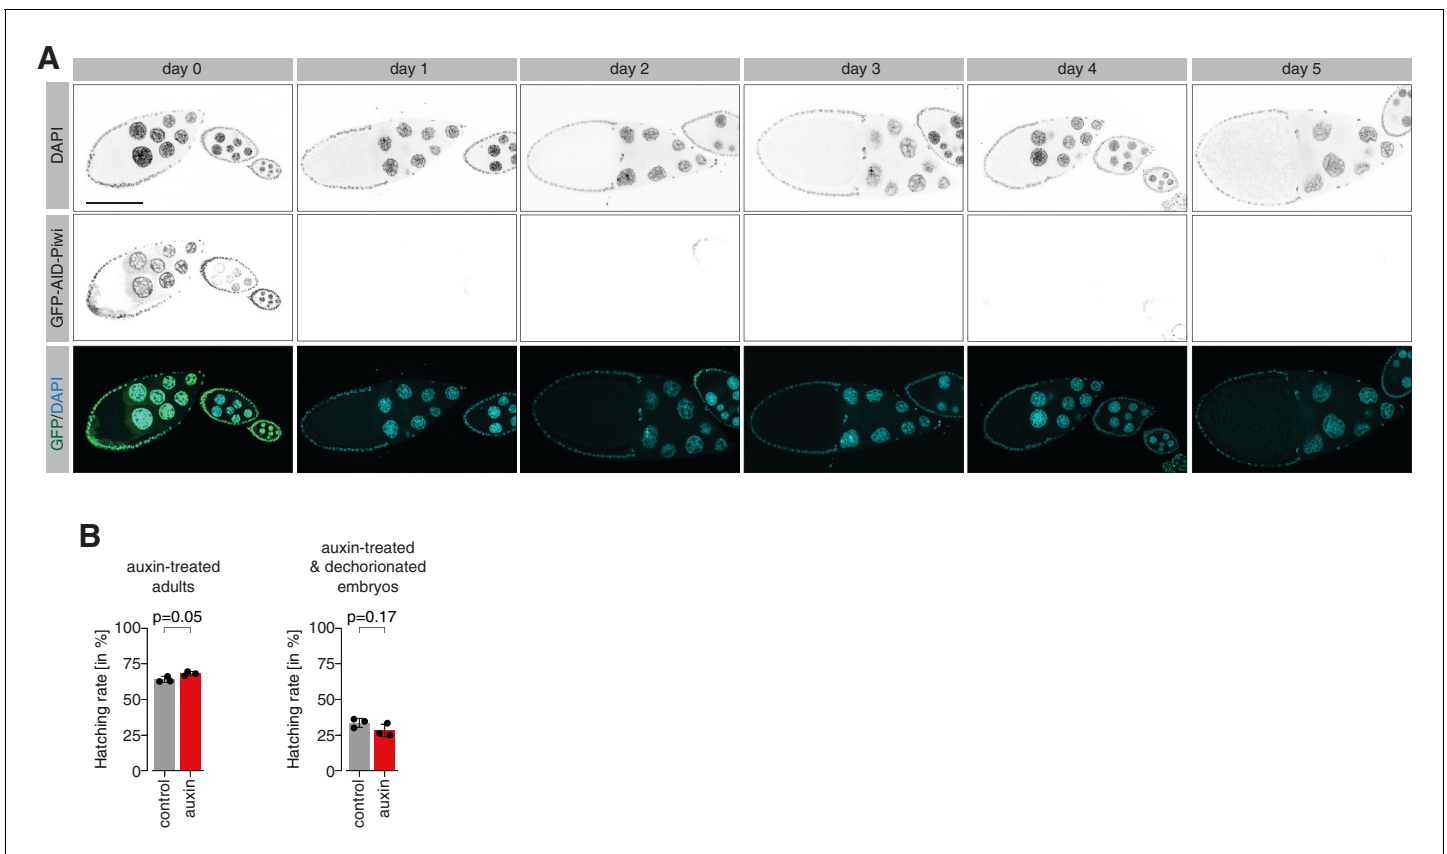 A
day 0
day 1
day 2
day 3
day 4
day 5
DAPI
GFP-AID-Piwi
GFP/DAPI
B
auxin-treated
adults
p=0.05
Hatching rate [in %]
100
75
50
25
0
control
auxin
auxin-treated
& dechorionated
embryos
p=0.17
Hatching rate [in %]
100
75
50
25
0
control
auxin